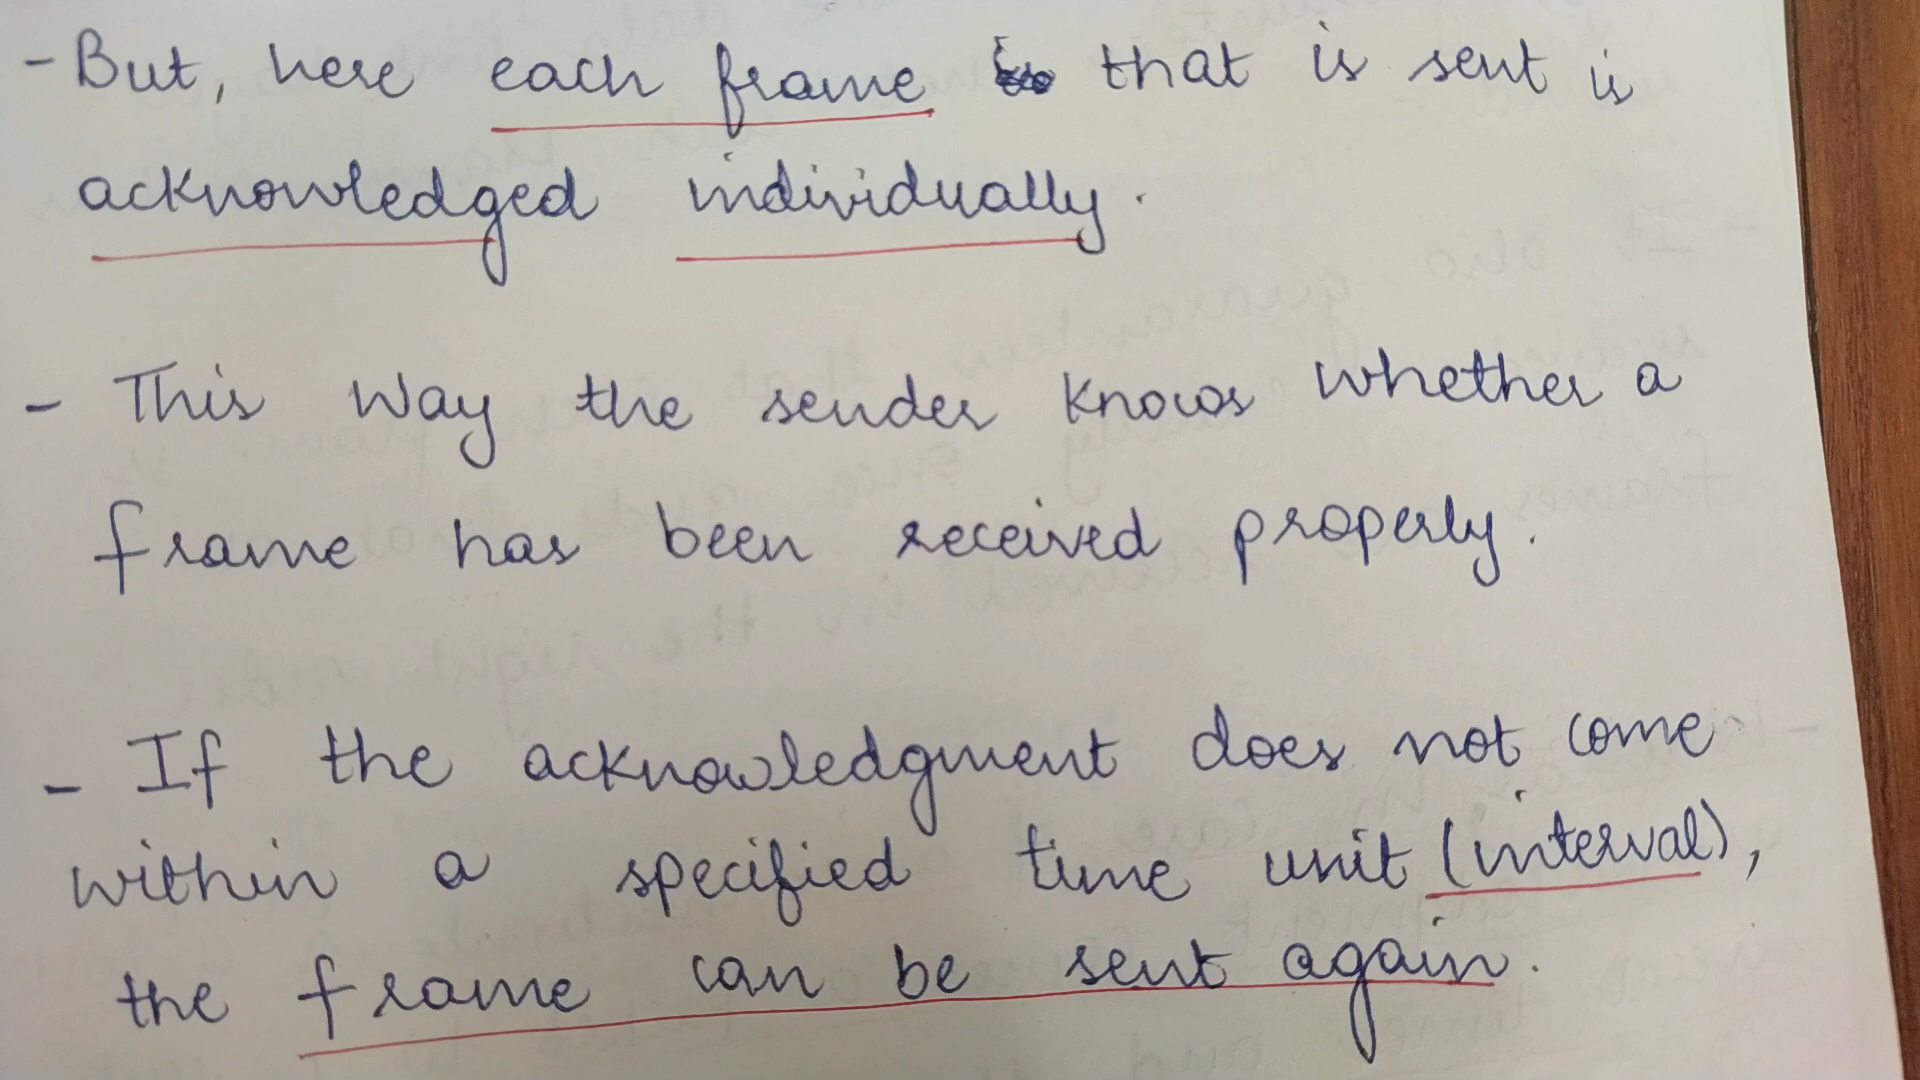 - But, here each frame that is sent is
acknowledged individually.
- This way the sender knows whether a
frame has been received properly.
- If the acknowledgment does not come
within a specified time unit (interval),
the frame can be sent again.